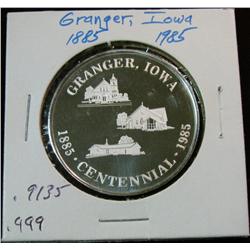 Granger, Iowa
1885 1985
GRANGER, IOWA
1885 · CENTENNIAL · 1985
.9135
.999